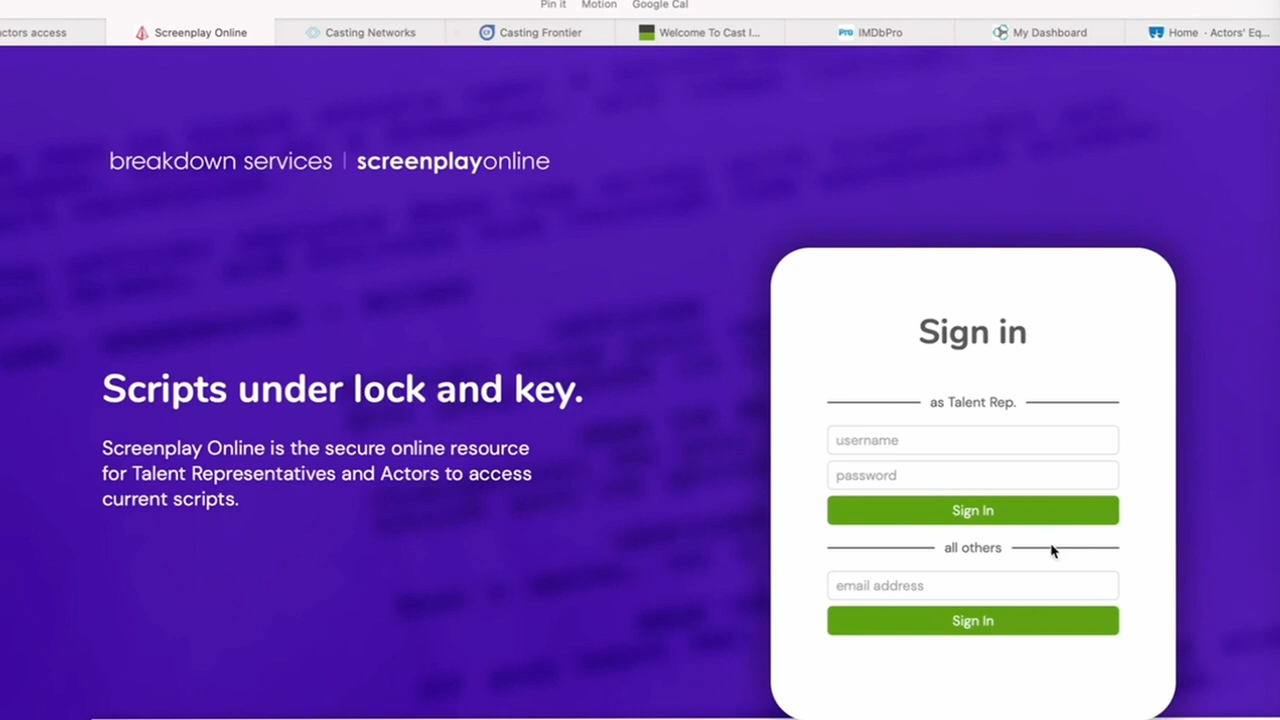 Pin it Motion Google Cal
actors access Screenplay Online Casting Networks Casting Frontier Welcome To Cast I... IMDbPro My Dashboard Home · Actors' Eq...
breakdown services | screenplayonline
Scripts under lock and key.
Screenplay Online is the secure online resource
for Talent Representatives and Actors to access
current scripts.
Sign in
as Talent Rep.
username
password
Sign In
all others
email address
Sign In